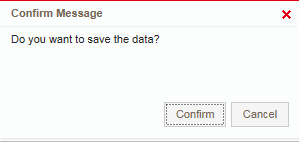 Confirm Message
Do you want to save the data?
Confirm Cancel